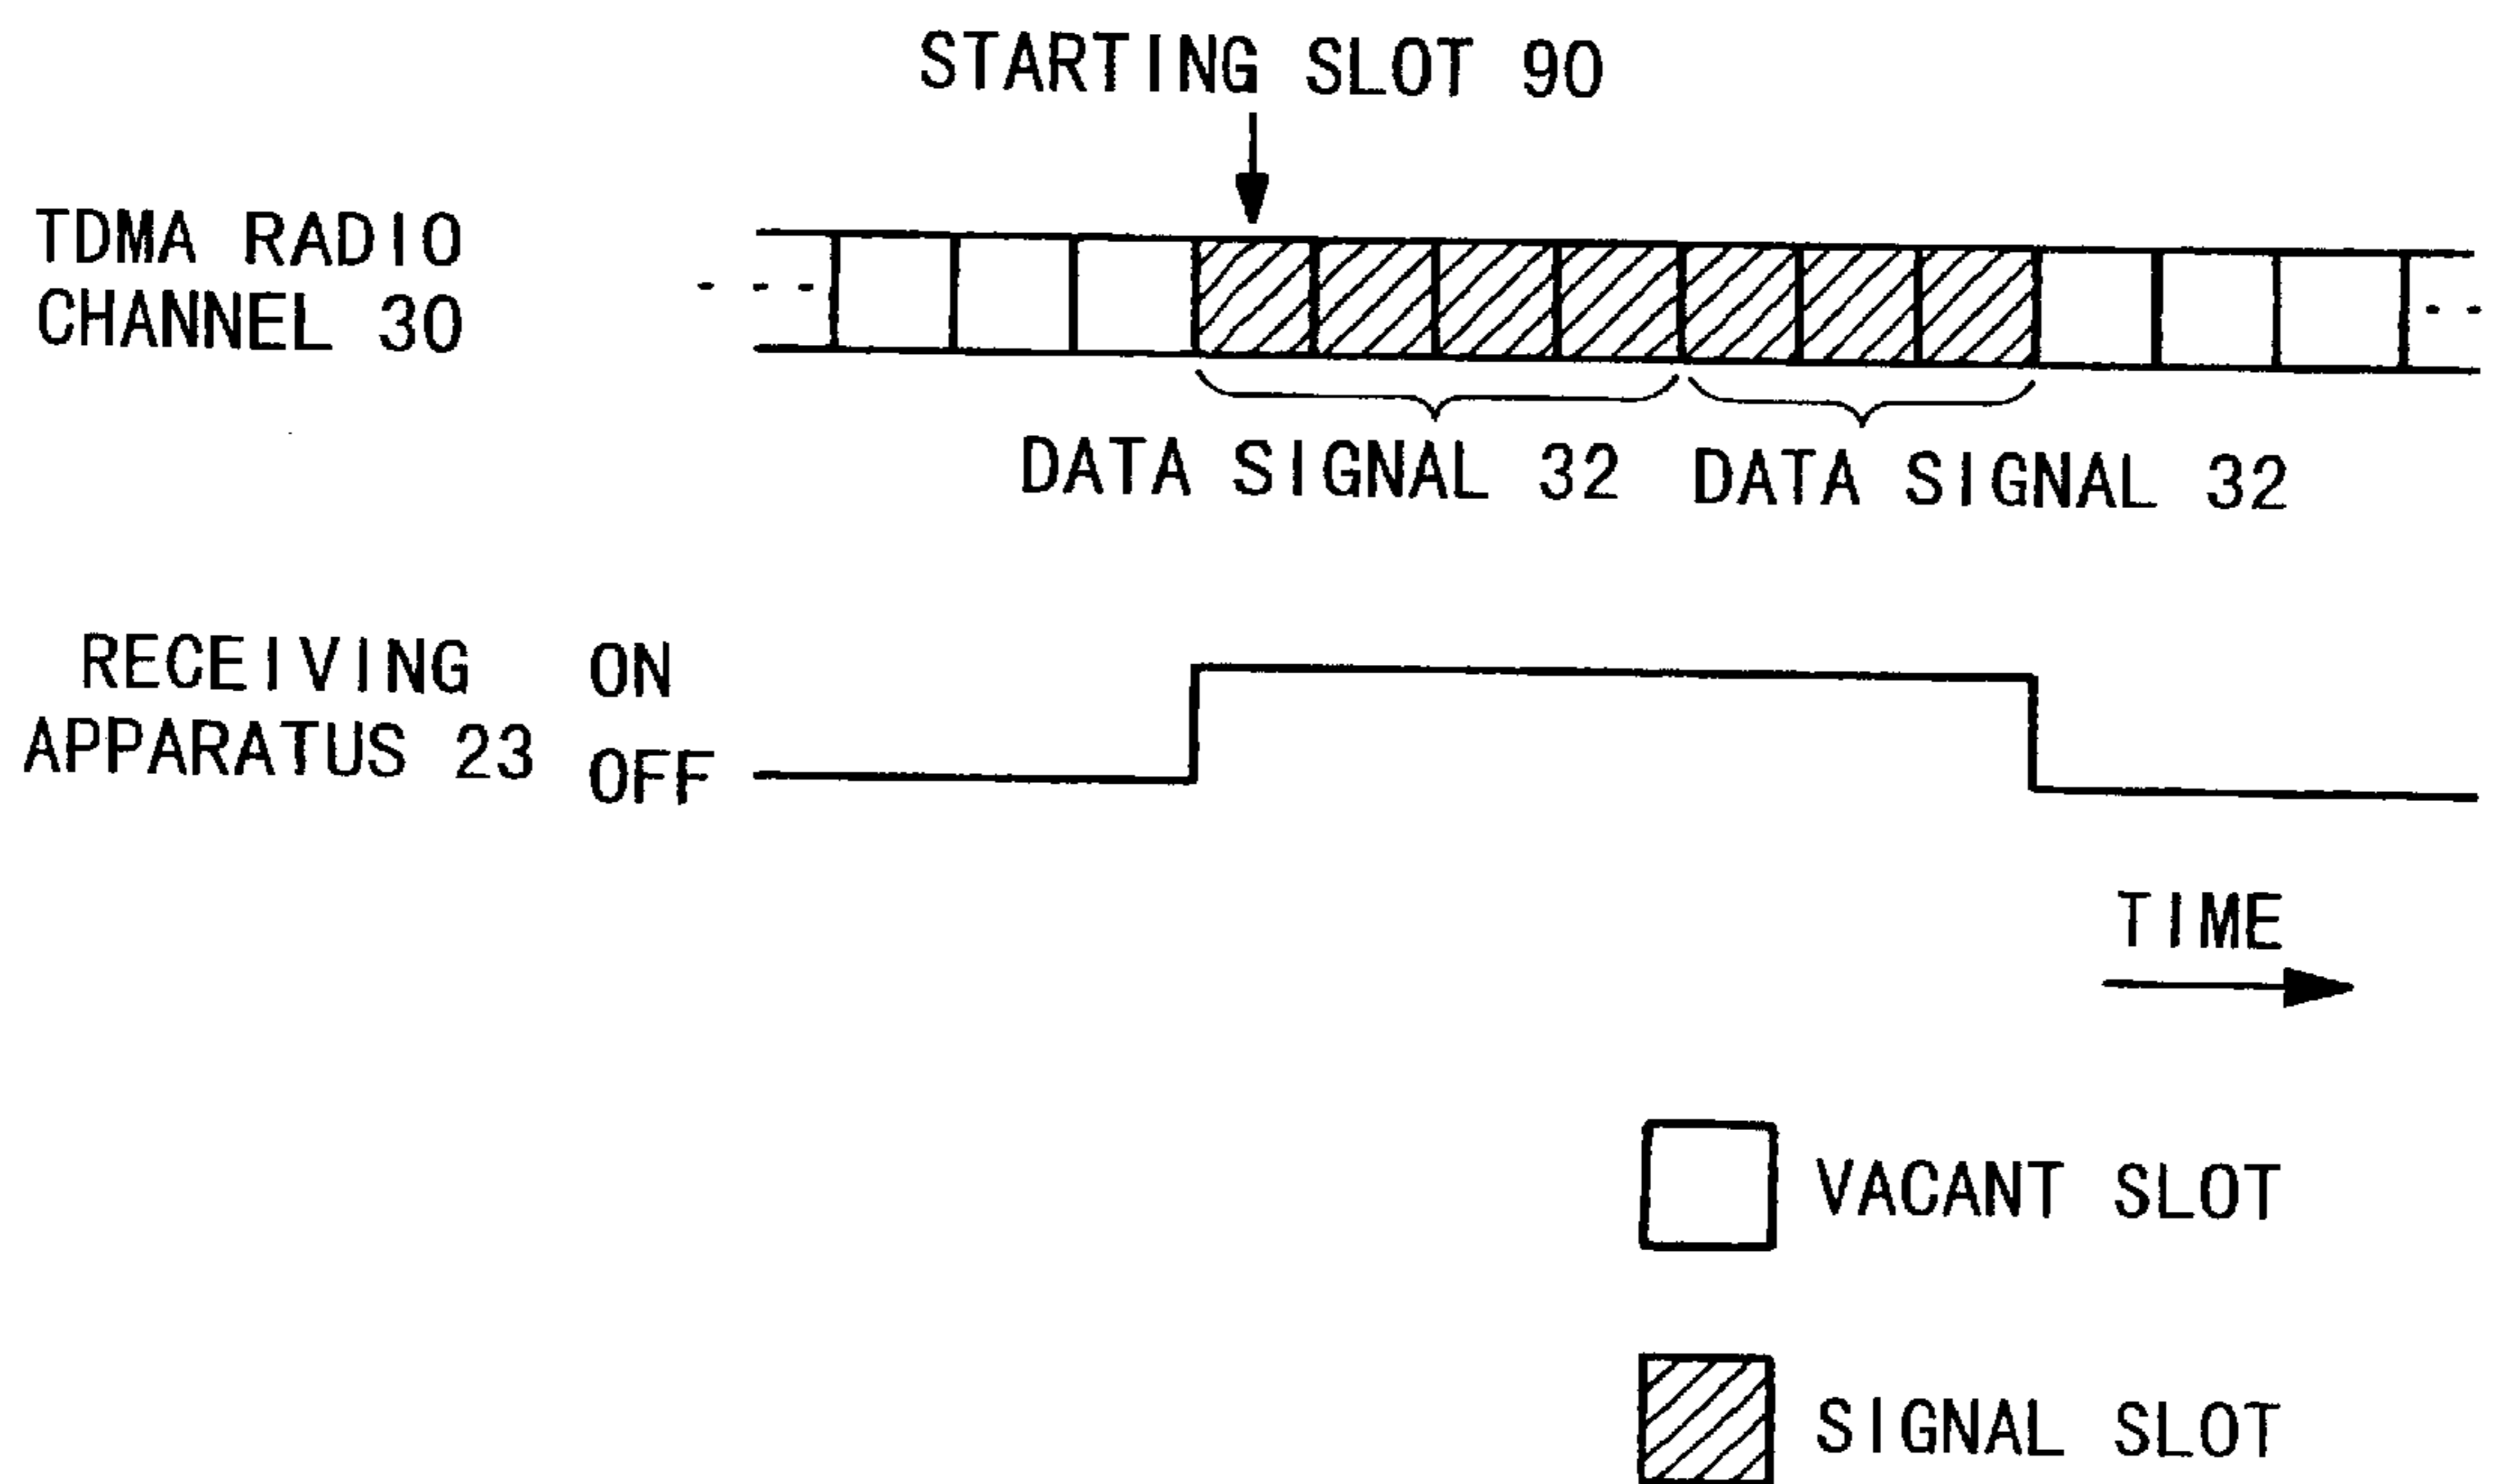 STARTING SLOT 90
TDMA RADIO
CHANNEL 30
DATA SIGNAL 32
DATA SIGNAL 32
RECEIVING
APPARATUS 23
ON
OFF
TIME
VACANT SLOT
SIGNAL SLOT